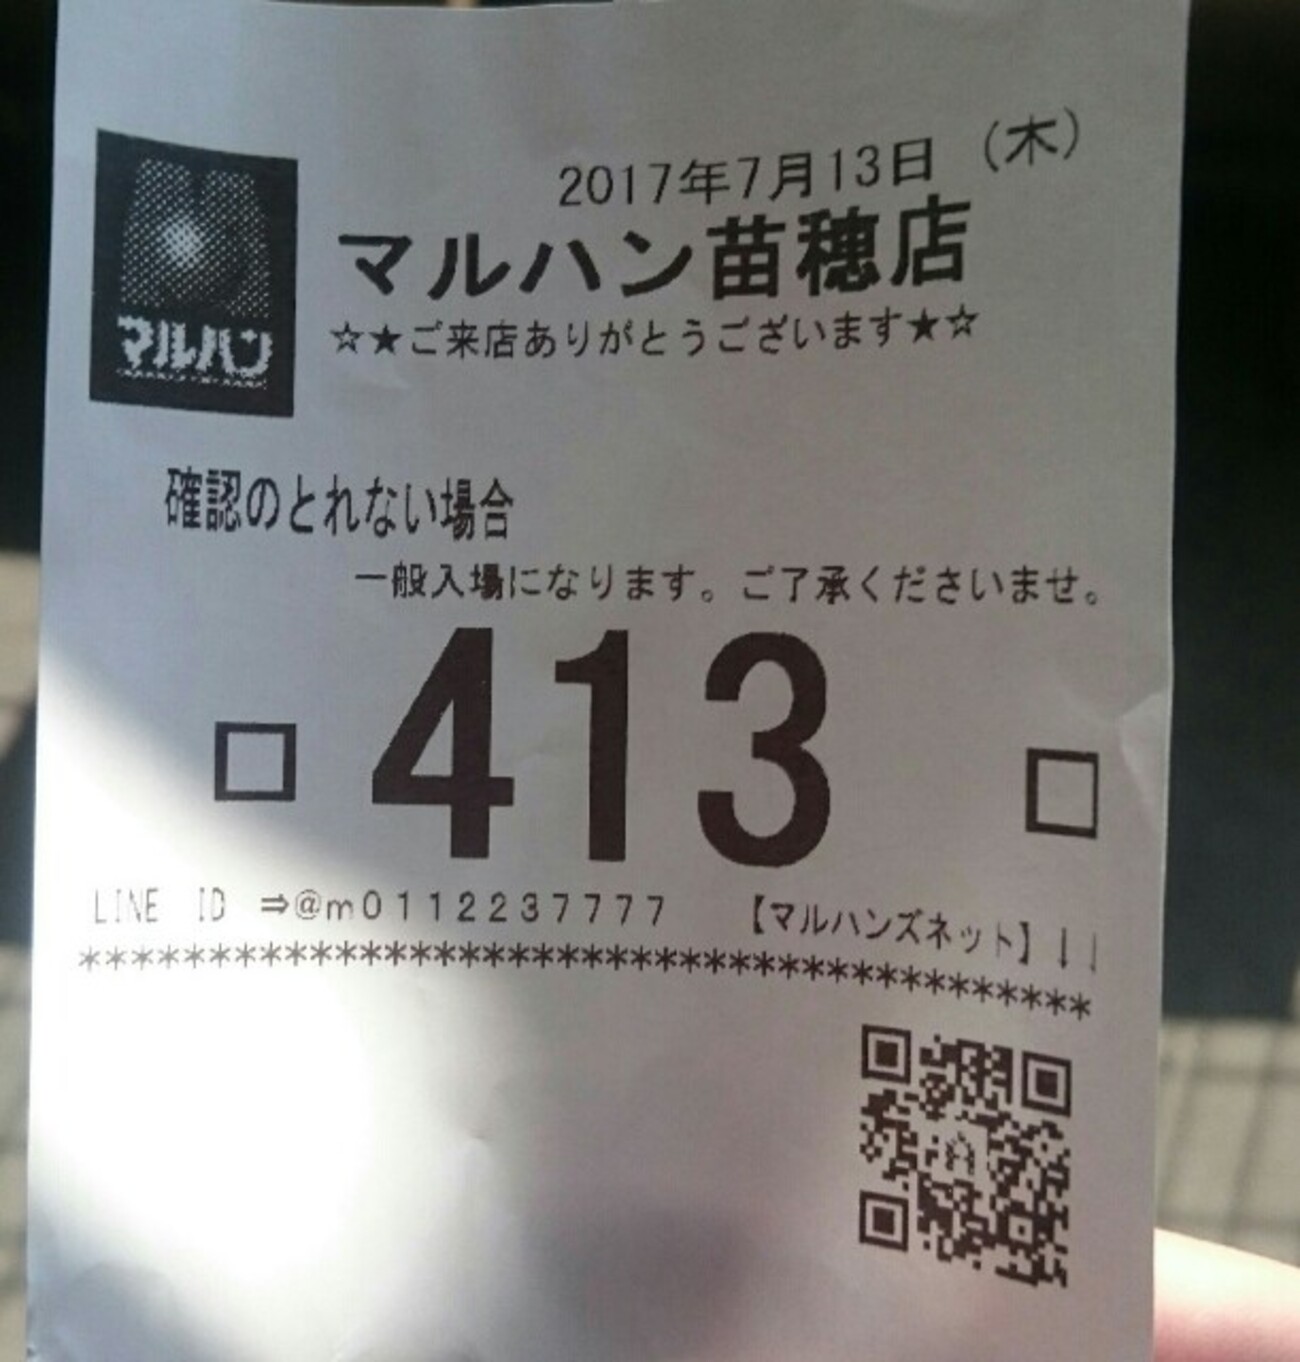 2017年7月13日 （木）
マルハン苗穂店
マルハン
☆★ご来店ありがとうございます★☆
確認のとれない場合
一般入場になります。ご了承くださいませ。
□ 413 □
LINE ID ⇒@m0112237777 【マルハンズネット】↓↓
****************************************